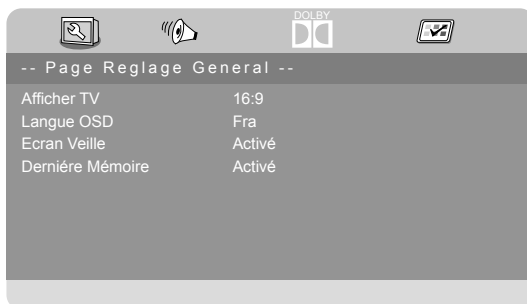 DOLBY
-- Page Reglage General --
Afficher TV 16:9
Langue OSD Fra
Ecran Veille Activé
Derniére Mémoire Activé